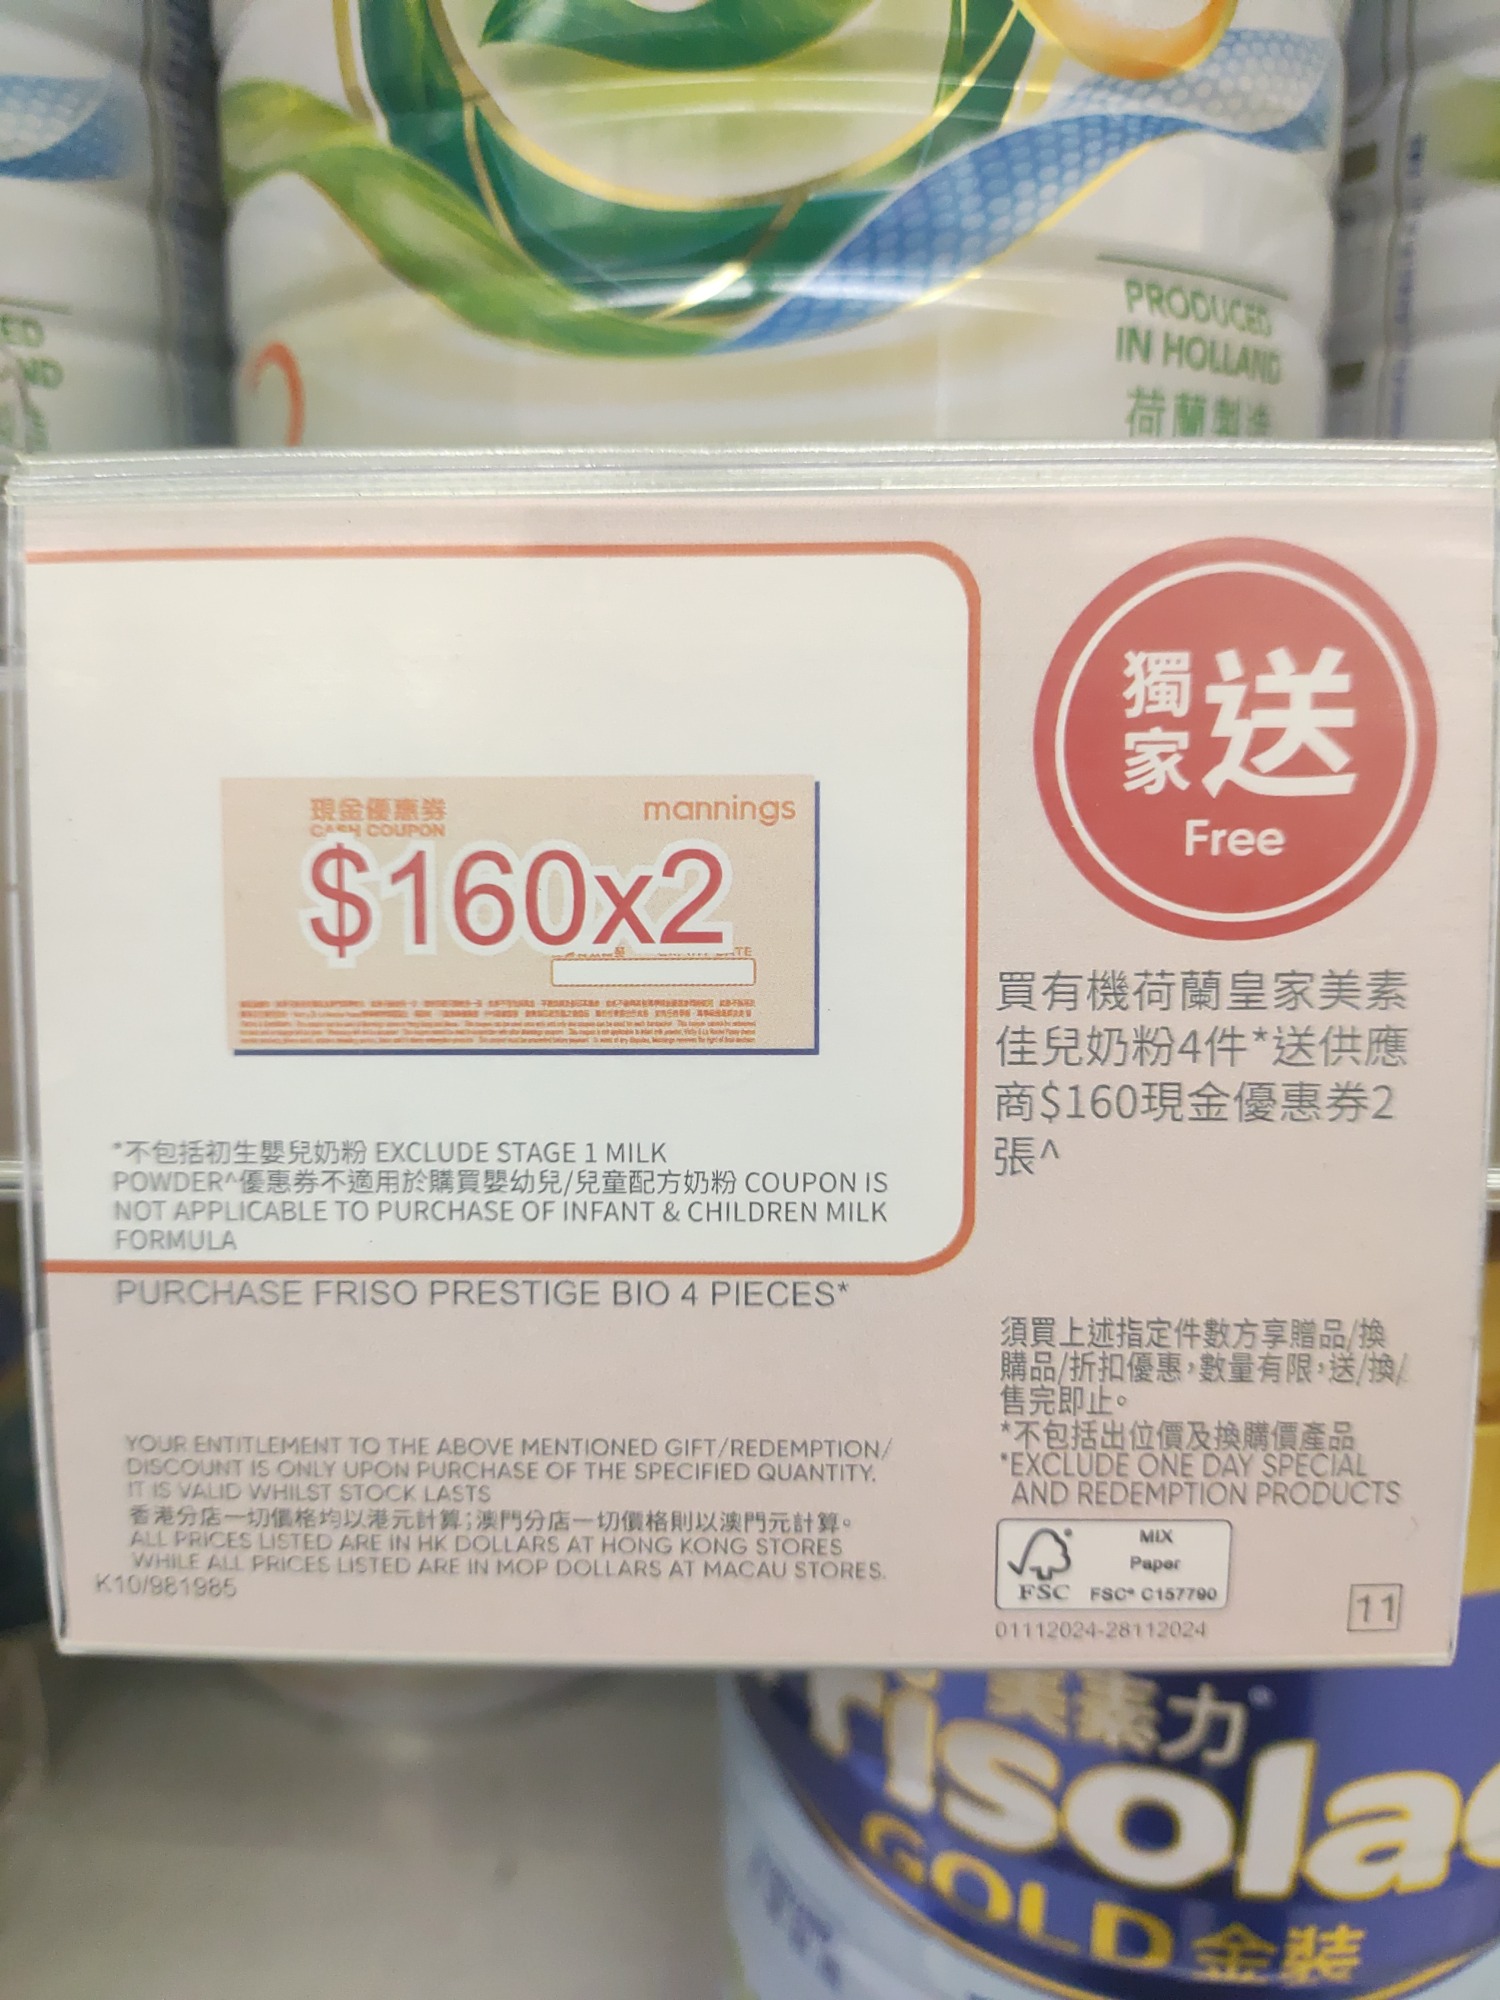 PRODUCED
IN HOLLAND
荷蘭製造
ED
獨家送
Free
現金優惠券
CASH COUPON
mannings
$160x2
買有機荷蘭皇家美素
佳兒奶粉4件*送供應
商$160現金優惠券2
張^
*不包括初生嬰兒奶粉 EXCLUDE STAGE 1 MILK
POWDER^優惠券不適用於購買嬰幼兒/兒童配方奶粉 COUPON IS
NOT APPLICABLE TO PURCHASE OF INFANT & CHILDREN MILK
FORMULA
PURCHASE FRISO PRESTIGE BIO 4 PIECES*
須買上述指定件數方享贈品/換
購品/折扣優惠，數量有限，送/換/
售完即止。
*不包括出位價及換購價產品
*EXCLUDE ONE DAY SPECIAL
AND REDEMPTION PRODUCTS
YOUR ENTITLEMENT TO THE ABOVE MENTIONED GIFT/REDEMPTION/
DISCOUNT IS ONLY UPON PURCHASE OF THE SPECIFIED QUANTITY.
IT IS VALID WHILST STOCK LASTS
香港分店一切價格均以港元計算；澳門分店一切價格則以澳門元計算。
ALL PRICES LISTED ARE IN HK DOLLARS AT HONG KONG STORES
WHILE ALL PRICES LISTED ARE IN MOP DOLLARS AT MACAU STORES.
K10/981985
FSC
MIX
Paper
FSC® C157790
11
01112024-28112024
美素力
Frisola
GOLD 金裝